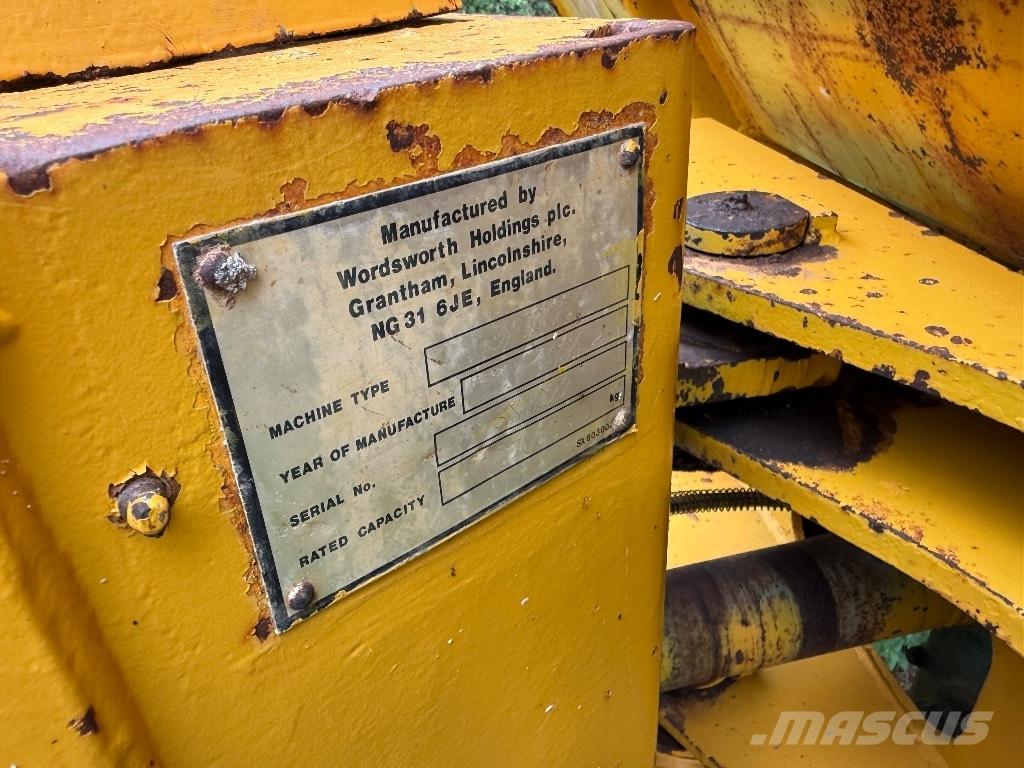 Manufactured by
Wordsworth Holdings plc.
Grantham, Lincolnshire,
NG31 6JE, England.
MACHINE TYPE
YEAR OF MANUFACTURE
SERIAL No.
RATED CAPACITY
kg
MASCUS